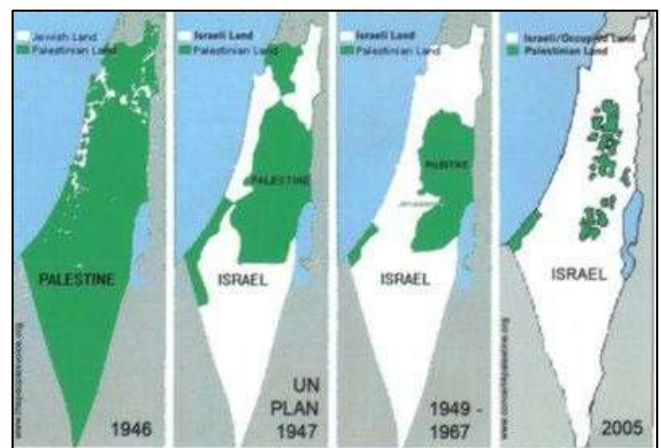 Jewish Land
Palestinian Land
PALESTINE
1946
Israeli Land
Palestinian Land
PALESTINE
ISRAEL
UN
PLAN
1947
Israeli Land
Palestinian Land
PALESTINE
Jerusalem
ISRAEL
1949 -
1967
Israeli/Occupied Land
Palestinian Land
ISRAEL
2005